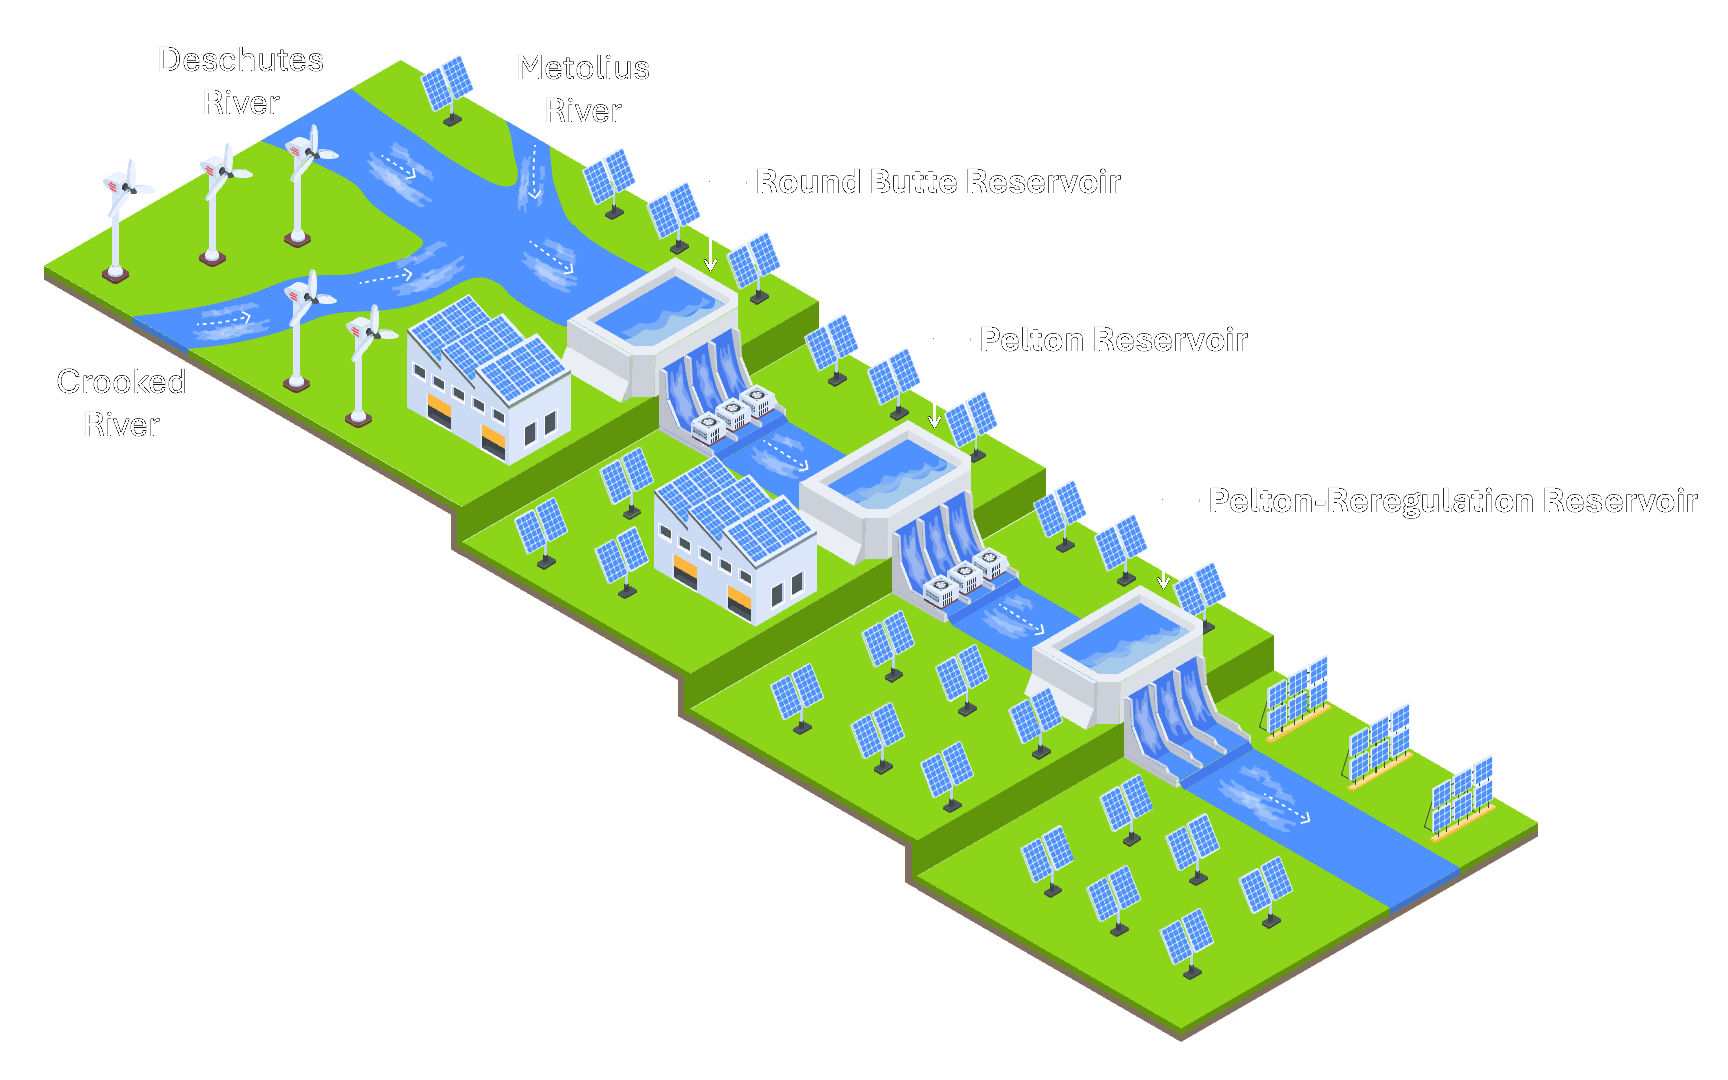 Deschutes
River
Metolius
River
Round Butte Reservoir
Pelton Reservoir
Crooked
River
Pelton-Reregulation Reservoir